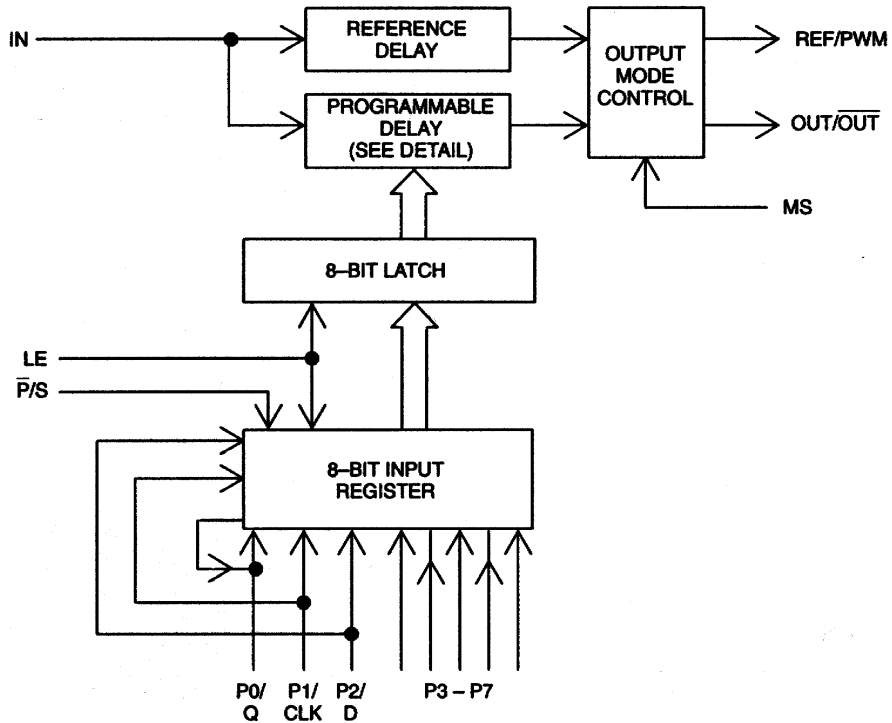 IN
REFERENCE
DELAY
OUTPUT
MODE
CONTROL
REF/PWM
PROGRAMMABLE
DELAY
(SEE DETAIL)
OUT/O̅U̅T̅
MS
8–BIT LATCH
LE
P̅/S
8–BIT INPUT
REGISTER
P0/
Q
P1/
CLK
P2/
D
P3 – P7